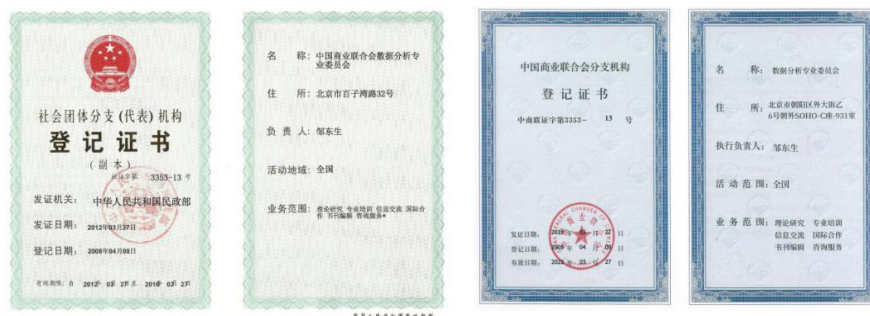 社会团体分支(代表)机构
登记证书
(副本)
3353-13 号
发证机关: 中华人民共和国民政部
发证日期: 2012年03月27日
登记日期: 2008年04月08日
名 称: 中国商业联合会数据分析专
业委员会
住 所: 北京市百子湾路32号
负 责 人: 邹东生
活动地域: 全国
业务范围: 理论研究 专业培训 信息交流 国际合
作 书刊编辑 咨询服务*
中国商业联合会分支机构
登 记 证 书
中商联证字第3353- 13 号
发证日期:
登记日期:
有效日期:
名 称: 数据分析专业委员会
住 所: 北京市朝阳区外大街乙
6号朝外SOHO-C座-931室
执行负责人: 邹东生
活 动 范 围: 全国
业 务 范 围: 理论研究 专业培训
信息交流 国际合作
书刊编辑 咨询服务